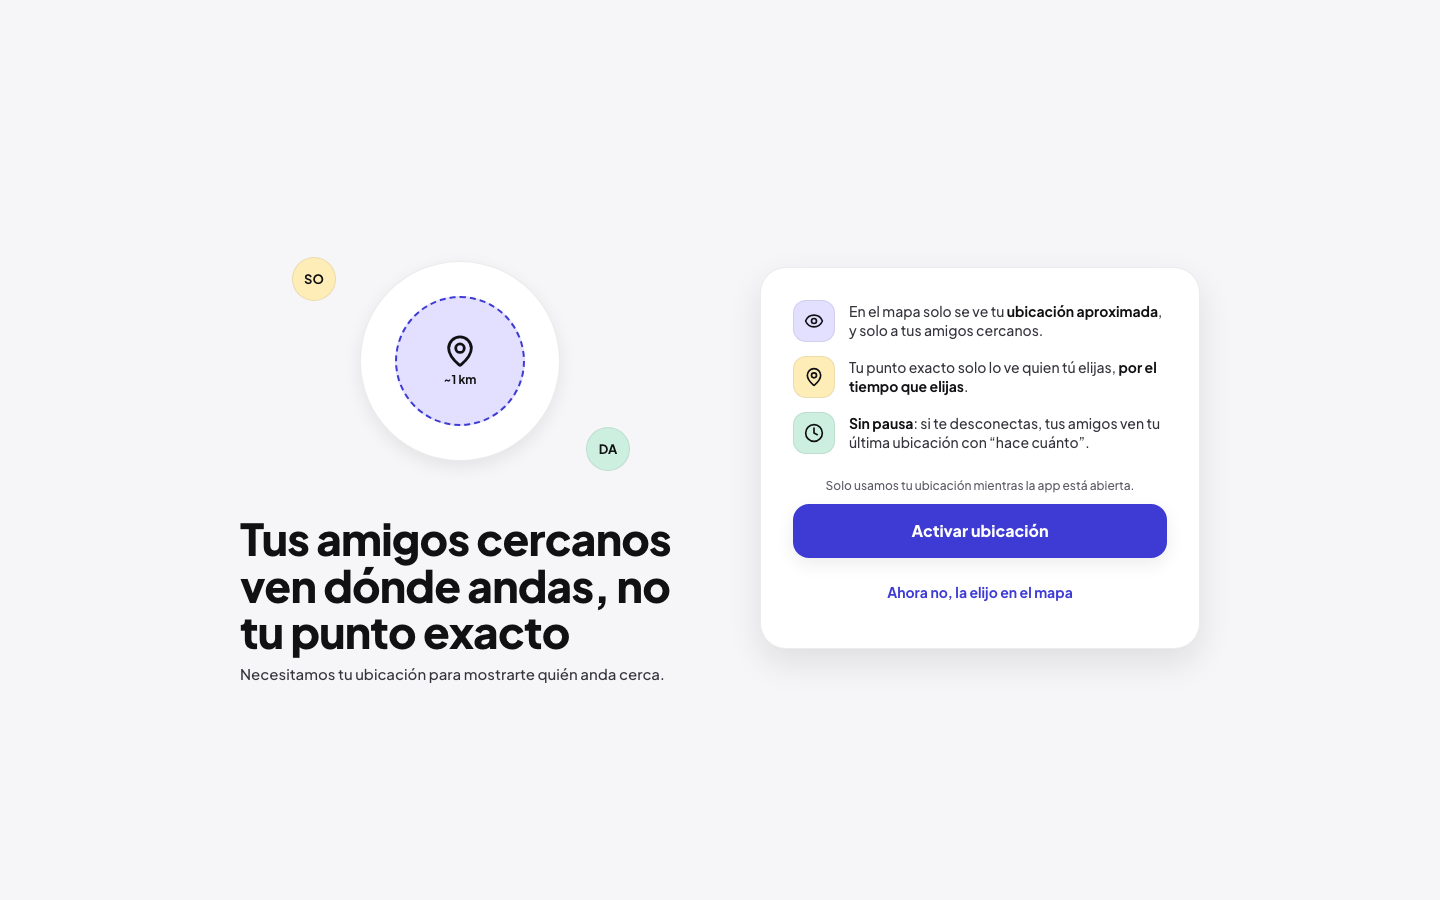 SO
~1 km
DA
Tus amigos cercanos
ven dónde andas, no
tu punto exacto
Necesitamos tu ubicación para mostrarte quién anda cerca.
En el mapa solo se ve tu ubicación aproximada,
y solo a tus amigos cercanos.
Tu punto exacto solo lo ve quien tú elijas, por el
tiempo que elijas.
Sin pausa: si te desconectas, tus amigos ven tu
última ubicación con “hace cuánto”.
Solo usamos tu ubicación mientras la app está abierta.
Activar ubicación
Ahora no, la elijo en el mapa